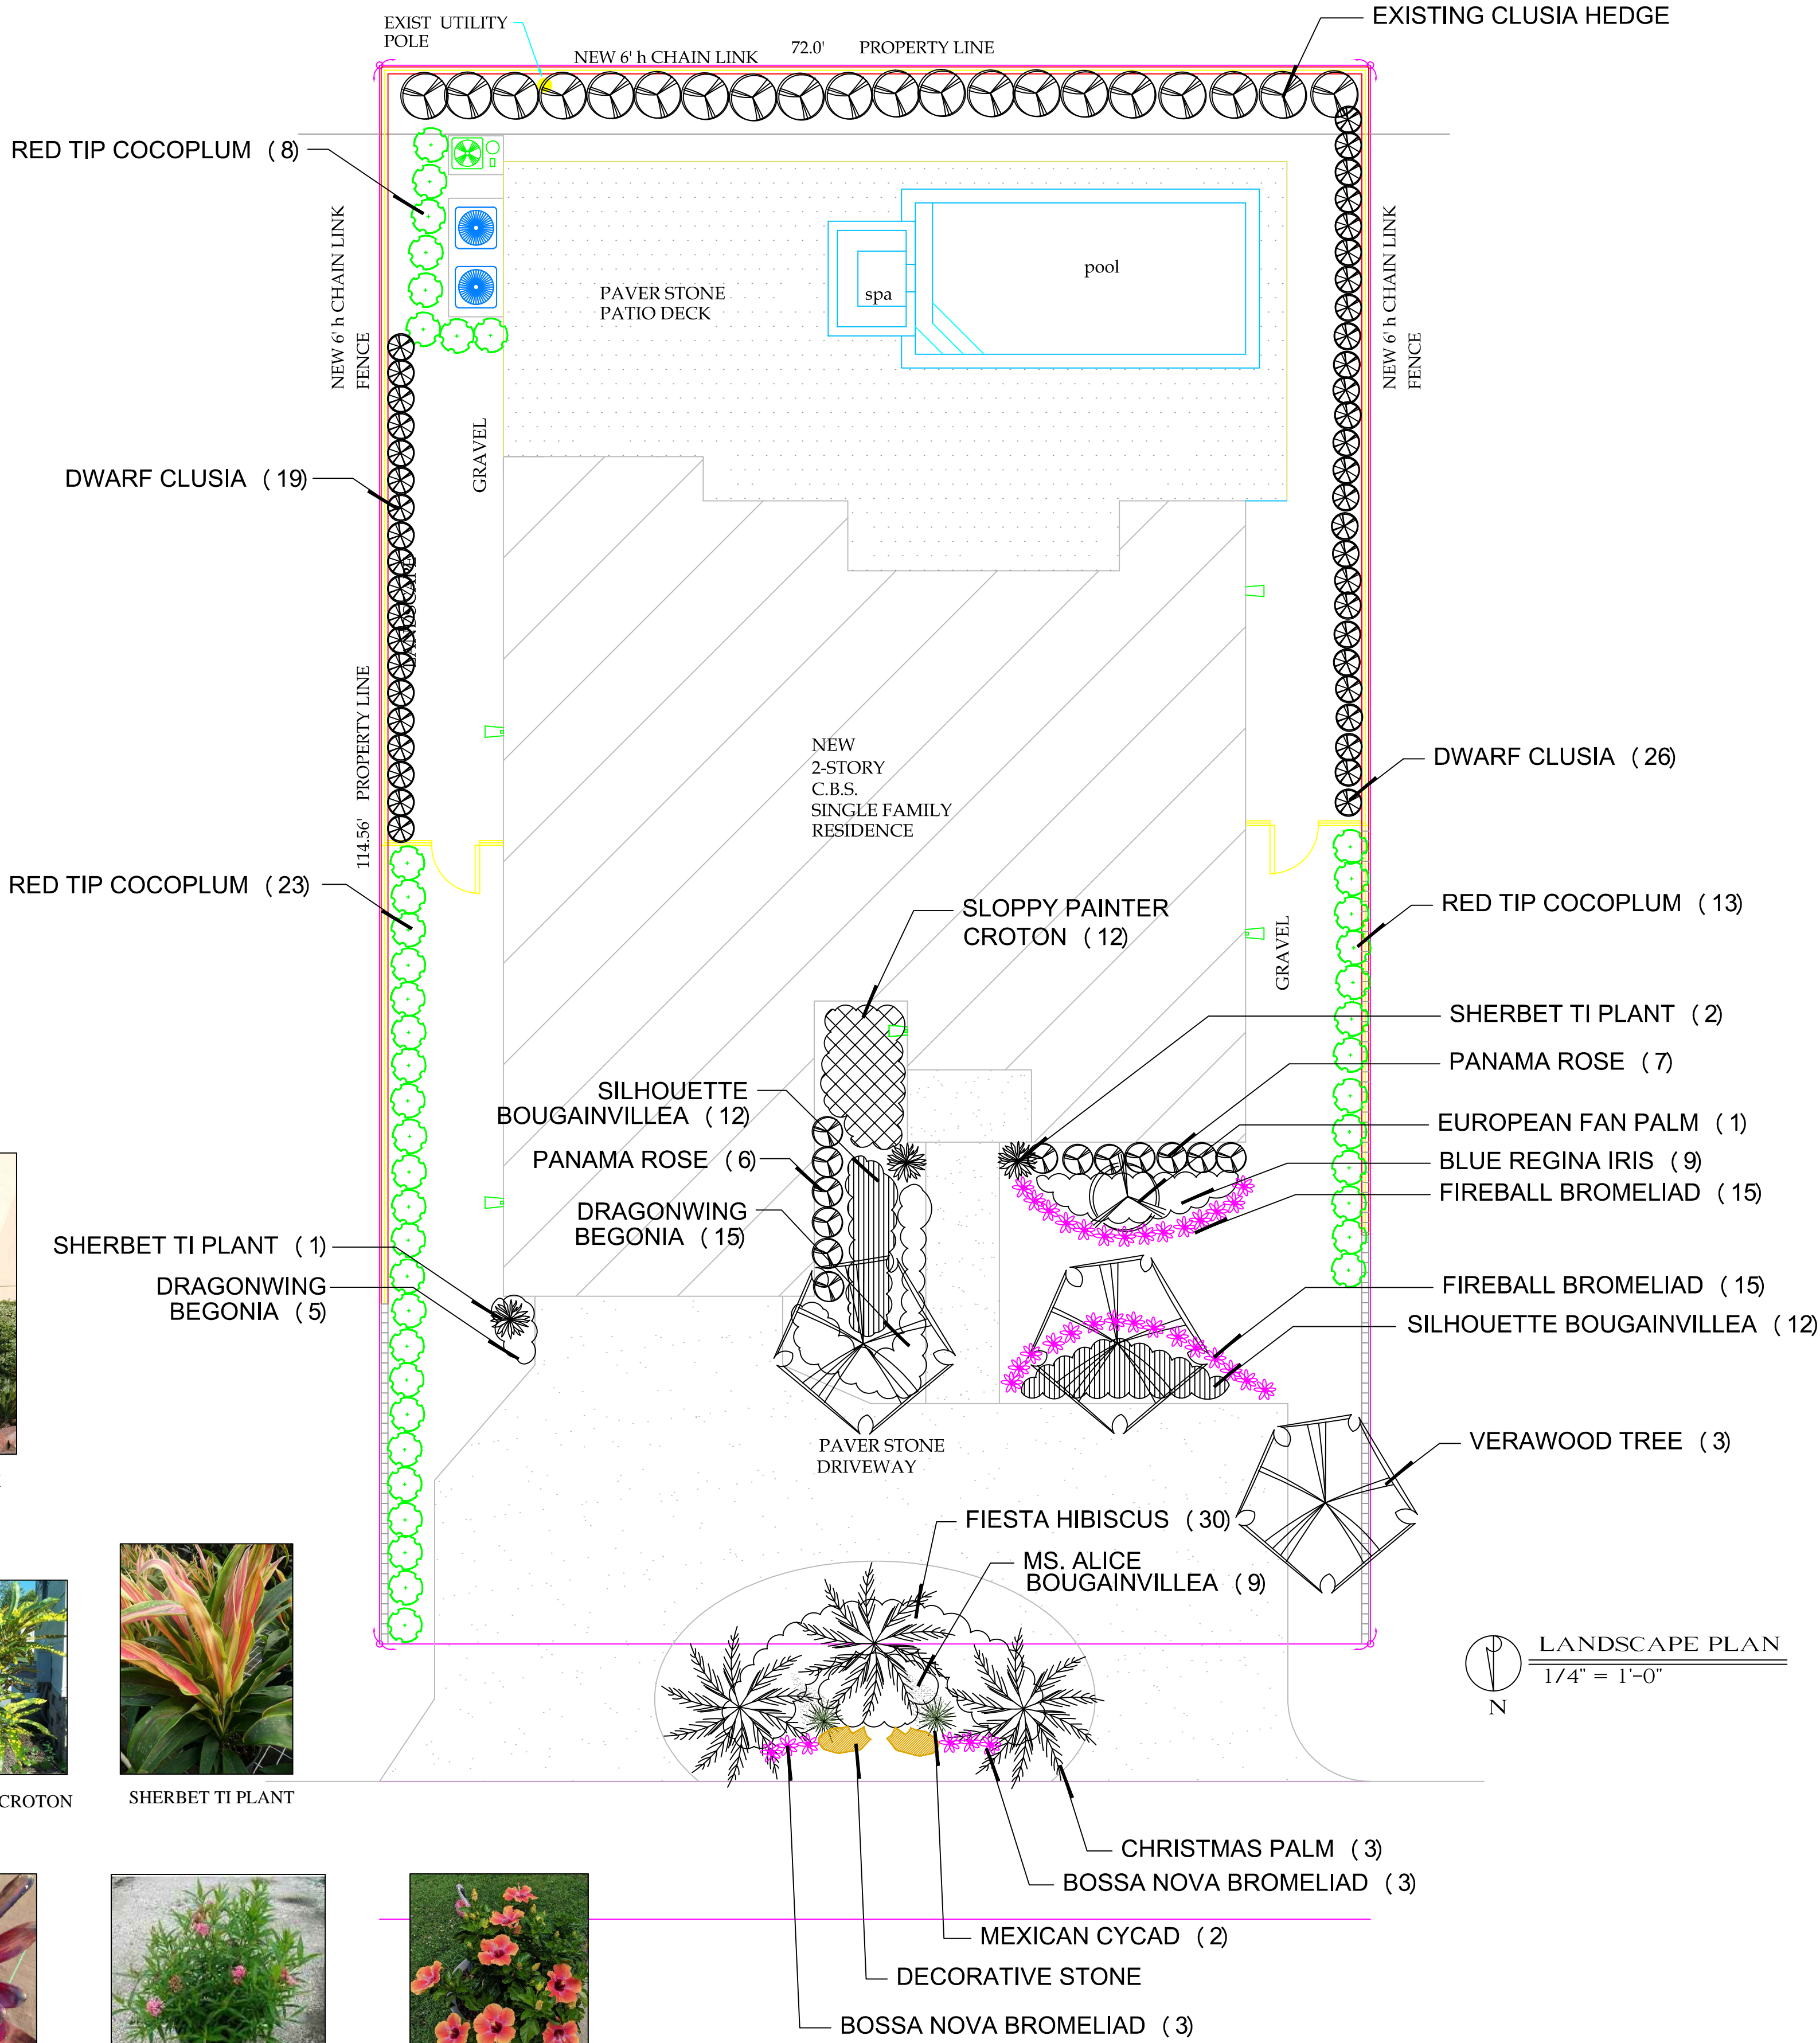 EXISTING CLUSIA HEDGE
EXIST UTILITY
POLE
NEW 6' h CHAIN LINK
72.0' PROPERTY LINE
RED TIP COCOPLUM (8)
NEW 6' h CHAIN LINK
FENCE
PAVER STONE
PATIO DECK
spa
pool
NEW 6' h CHAIN LINK
FENCE
GRAVEL
DWARF CLUSIA (19)
114.56' PROPERTY LINE
NEW
2-STORY
C.B.S.
SINGLE FAMILY
RESIDENCE
DWARF CLUSIA (26)
RED TIP COCOPLUM (23)
SLOPPY PAINTER
CROTON (12)
GRAVEL
RED TIP COCOPLUM (13)
SHERBET TI PLANT (2)
PANAMA ROSE (7)
SILHOUETTE
BOUGAINVILLEA (12)
EUROPEAN FAN PALM (1)
PANAMA ROSE (6)
BLUE REGINA IRIS (9)
FIREBALL BROMELIAD (15)
DRAGONWING
BEGONIA (15)
SHERBET TI PLANT (1)
DRAGONWING
BEGONIA (5)
FIREBALL BROMELIAD (15)
SILHOUETTE BOUGAINVILLEA (12)
PAVER STONE
DRIVEWAY
VERAWOOD TREE (3)
FIESTA HIBISCUS (30)
MS. ALICE
BOUGAINVILLEA (9)
LANDSCAPE PLAN
1/4" = 1'-0"
N
CROTON
SHERBET TI PLANT
CHRISTMAS PALM (3)
BOSSA NOVA BROMELIAD (3)
MEXICAN CYCAD (2)
DECORATIVE STONE
BOSSA NOVA BROMELIAD (3)